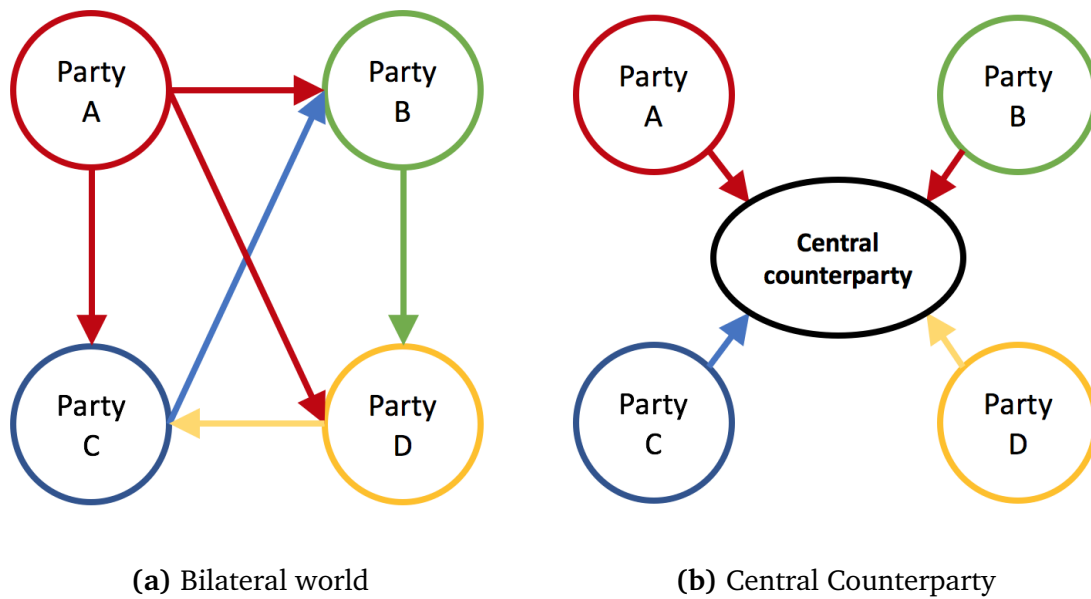 Party
A
Party
B
Party
C
Party
D
(a) Bilateral world
Party
A
Party
B
Central
counterparty
Party
C
Party
D
(b) Central Counterparty